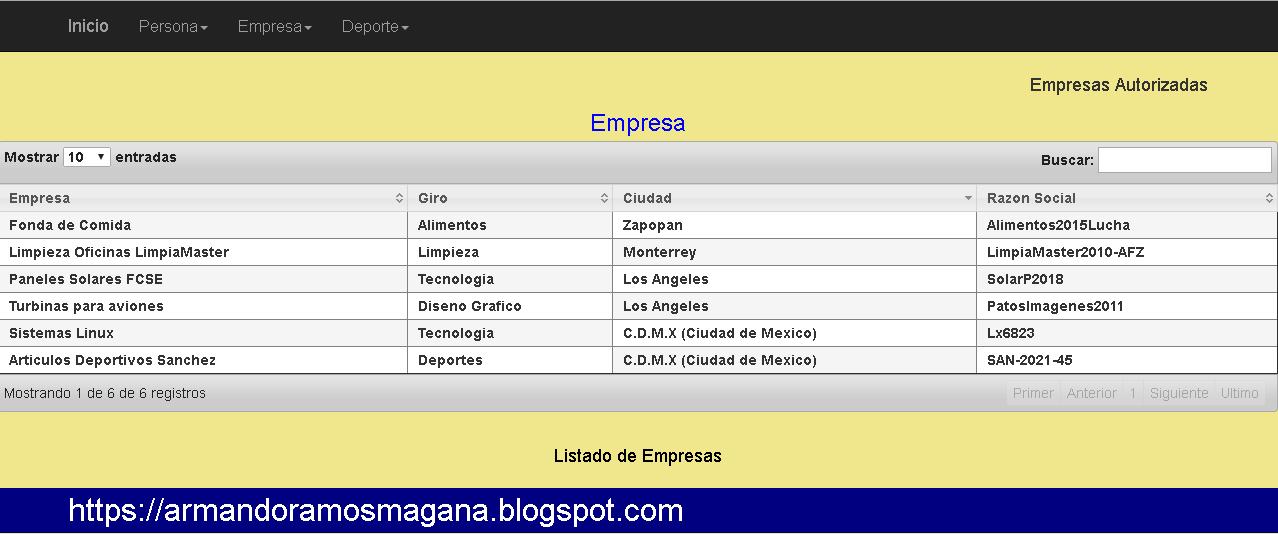 Inicio Persona Empresa Deporte
Empresas Autorizadas
Empresa
Mostrar 10 entradas Buscar:
Empresa Giro Ciudad Razon Social
Fonda de Comida Alimentos Zapopan Alimentos2015Lucha
Limpieza Oficinas LimpiaMaster Limpieza Monterrey LimpiaMaster2010-AFZ
Paneles Solares FCSE Tecnologia Los Angeles SolarP2018
Turbinas para aviones Diseno Grafico Los Angeles PatosImagenes2011
Sistemas Linux Tecnologia C.D.M.X (Ciudad de Mexico) Lx6823
Articulos Deportivos Sanchez Deportes C.D.M.X (Ciudad de Mexico) SAN-2021-45
Mostrando 1 de 6 de 6 registros Primer Anterior 1 Siguiente Ultimo
Listado de Empresas
https://armandoramosmagana.blogspot.com